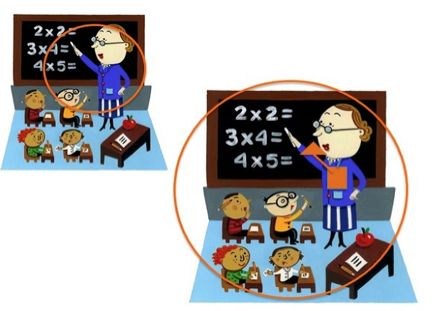 2x2=
3x4=
4x5=
2x2=
3x4=
4x5=